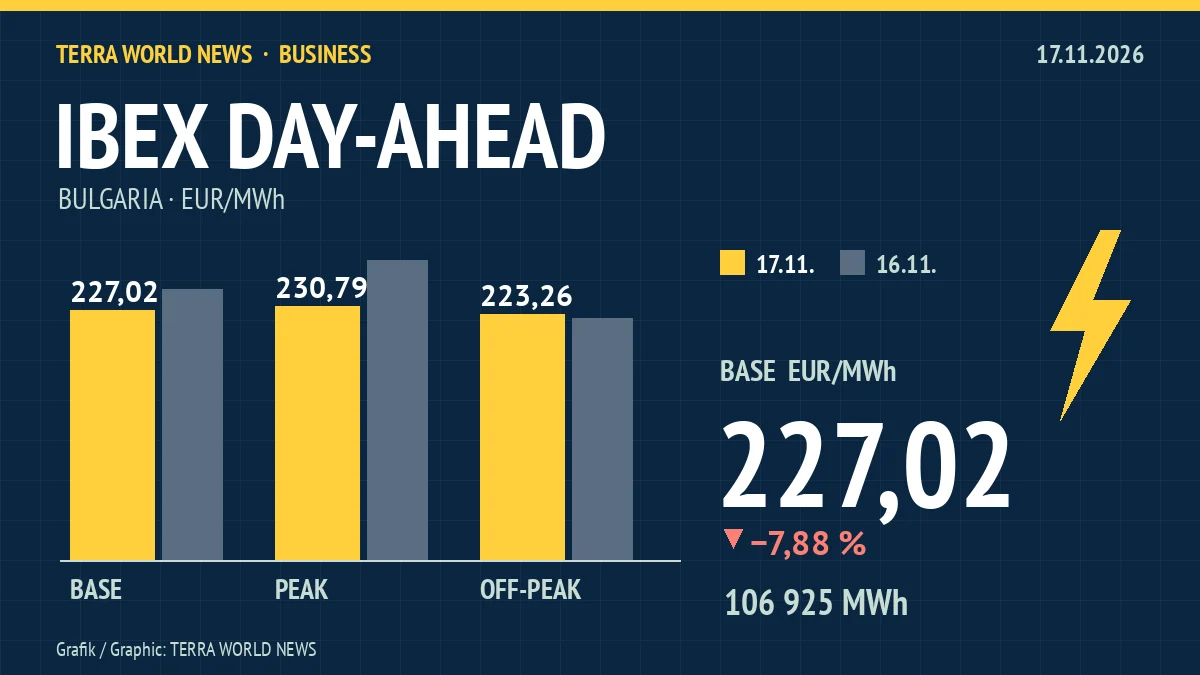 TERRA WORLD NEWS · BUSINESS
17.11.2026
IBEX DAY-AHEAD
BULGARIA · EUR/MWh
17.11.
16.11.
227,02
230,79
223,26
BASE EUR/MWh
227,02
−7,88 %
106 925 MWh
BASE
PEAK
OFF-PEAK
Grafik / Graphic: TERRA WORLD NEWS